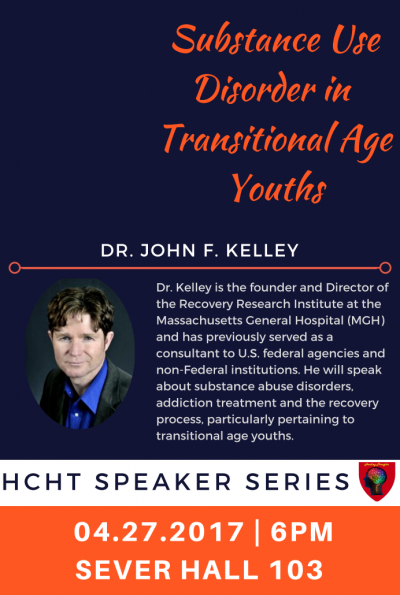 Substance Use
Disorder in
Transitional Age
Youths
DR. JOHN F. KELLEY
Dr. Kelley is the founder and Director of
the Recovery Research Institute at the
Massachusetts General Hospital (MGH)
and has previously served as a
consultant to U.S. federal agencies and
non-Federal institutions. He will speak
about substance abuse disorders,
addiction treatment and the recovery
process, particularly pertaining to
transitional age youths.
HCHT SPEAKER SERIES
04.27.2017 | 6PM
SEVER HALL 103